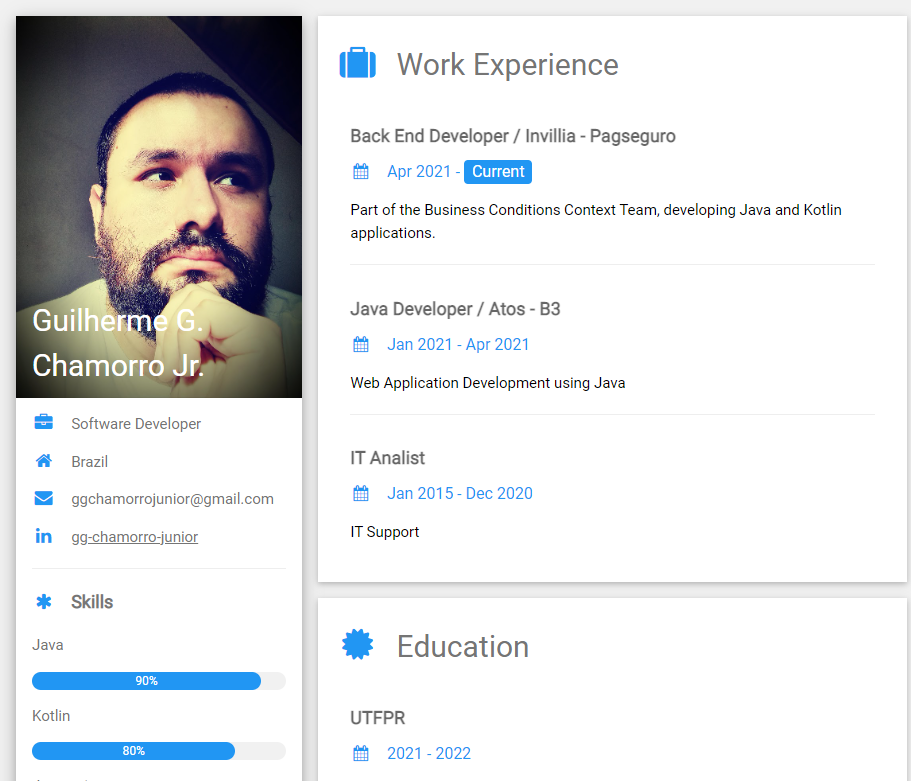 Guilherme G.
Chamorro Jr.
Software Developer
Brazil
ggchamorrojunior@gmail.com
gg-chamorro-junior
Skills
Java
90%
Kotlin
80%
Work Experience
Back End Developer / Invillia - Pagseguro
Apr 2021 - Current
Part of the Business Conditions Context Team, developing Java and Kotlin
applications.
Java Developer / Atos - B3
Jan 2021 - Apr 2021
Web Application Development using Java
IT Analist
Jan 2015 - Dec 2020
IT Support
Education
UTFPR
2021 - 2022